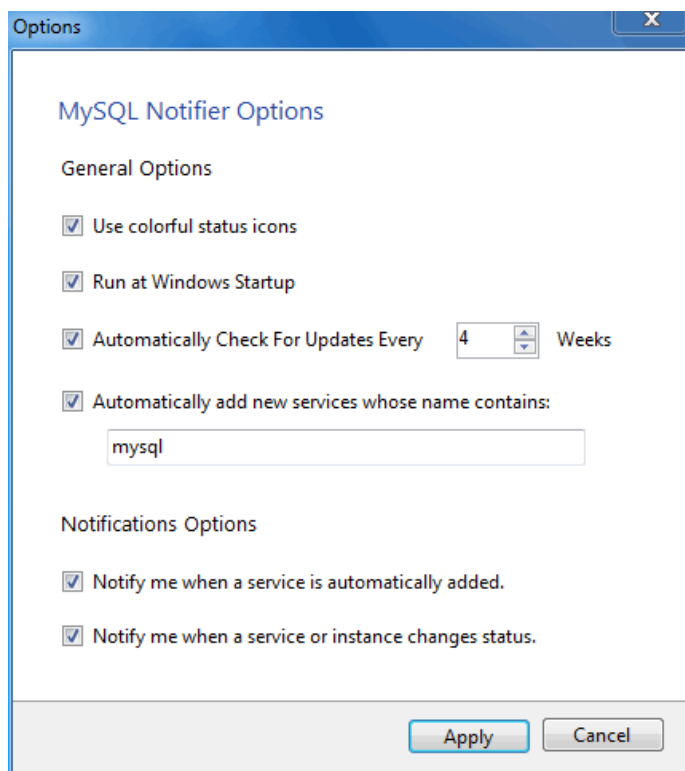 Options
MySQL Notifier Options
General Options
Use colorful status icons
Run at Windows Startup
Automatically Check For Updates Every 4 Weeks
Automatically add new services whose name contains:
mysql
Notifications Options
Notify me when a service is automatically added.
Notify me when a service or instance changes status.
Apply Cancel